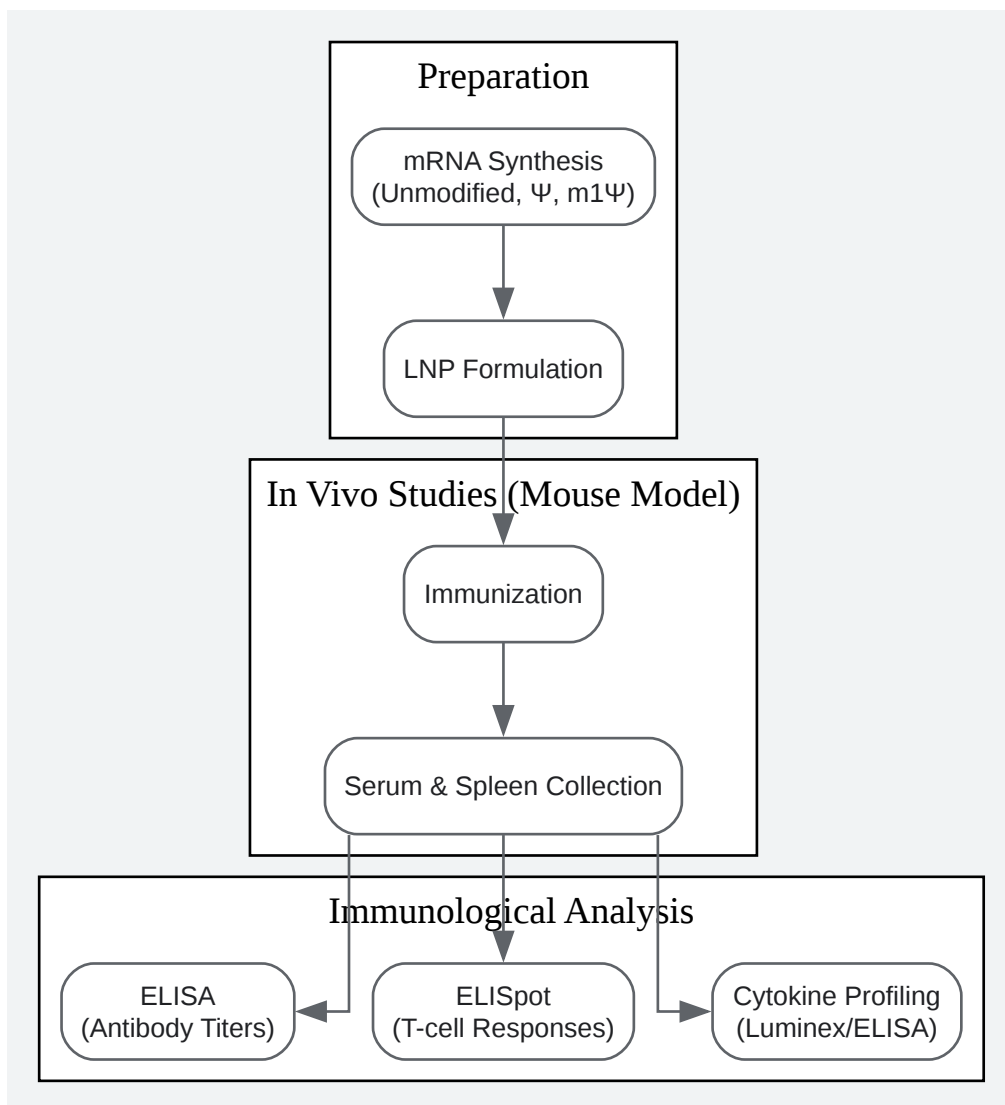 Preparation
mRNA Synthesis
(Unmodified, Ψ, m1Ψ)
LNP Formulation
In Vivo Studies (Mouse Model)
Immunization
Serum & Spleen Collection
Immunological Analysis
ELISA
(Antibody Titers)
ELISpot
(T-cell Responses)
Cytokine Profiling
(Luminex/ELISA)